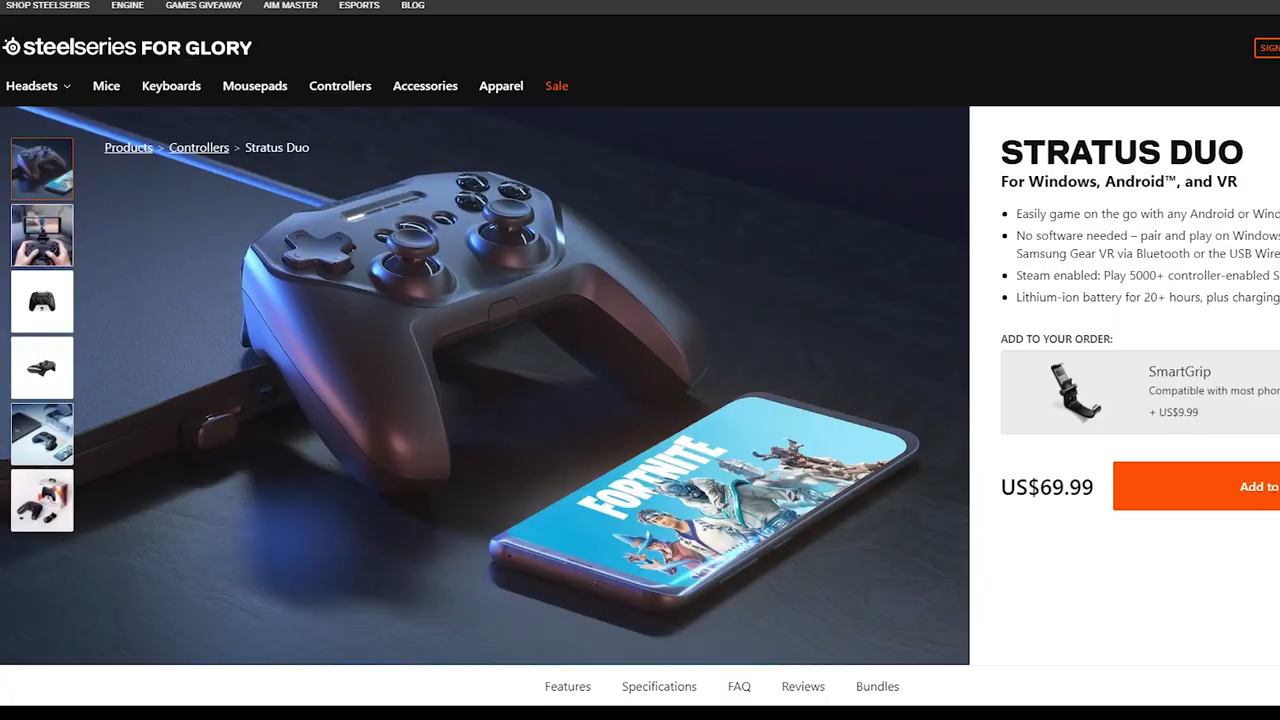 SHOP STEELSERIES ENGINE GAMES GIVEAWAY AIM MASTER ESPORTS BLOG
steelseries FOR GLORY
SIGN
Headsets Mice Keyboards Mousepads Controllers Accessories Apparel Sale
Products > Controllers > Stratus Duo
STRATUS DUO
For Windows, Android™, and VR
Easily game on the go with any Android or Wind
No software needed – pair and play on Windows
Samsung Gear VR via Bluetooth or the USB Wire
Steam enabled: Play 5000+ controller-enabled S
Lithium-ion battery for 20+ hours, plus charging
ADD TO YOUR ORDER:
SmartGrip
Compatible with most phon
+ US$9.99
US$69.99
Add to
FORTNITE
Features Specifications FAQ Reviews Bundles